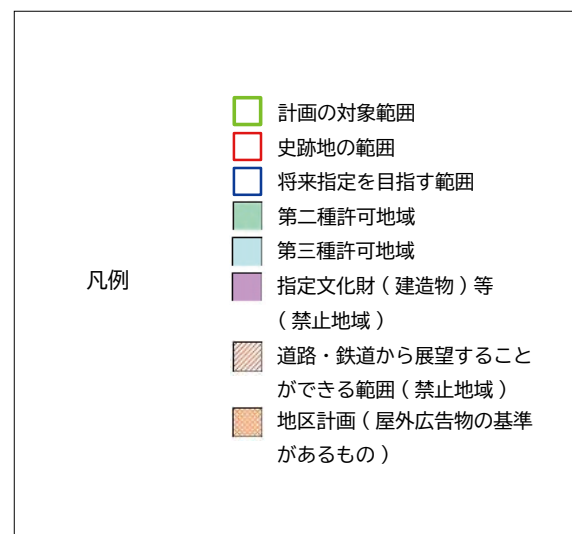 計画の対象範囲
史跡地の範囲
将来指定を目指す範囲
第二種許可地域
第三種許可地域
凡例
指定文化財(建造物)等
(禁止地域)
道路・鉄道から展望すること
ができる範囲(禁止地域)
地区計画(屋外広告物の基準
があるもの)